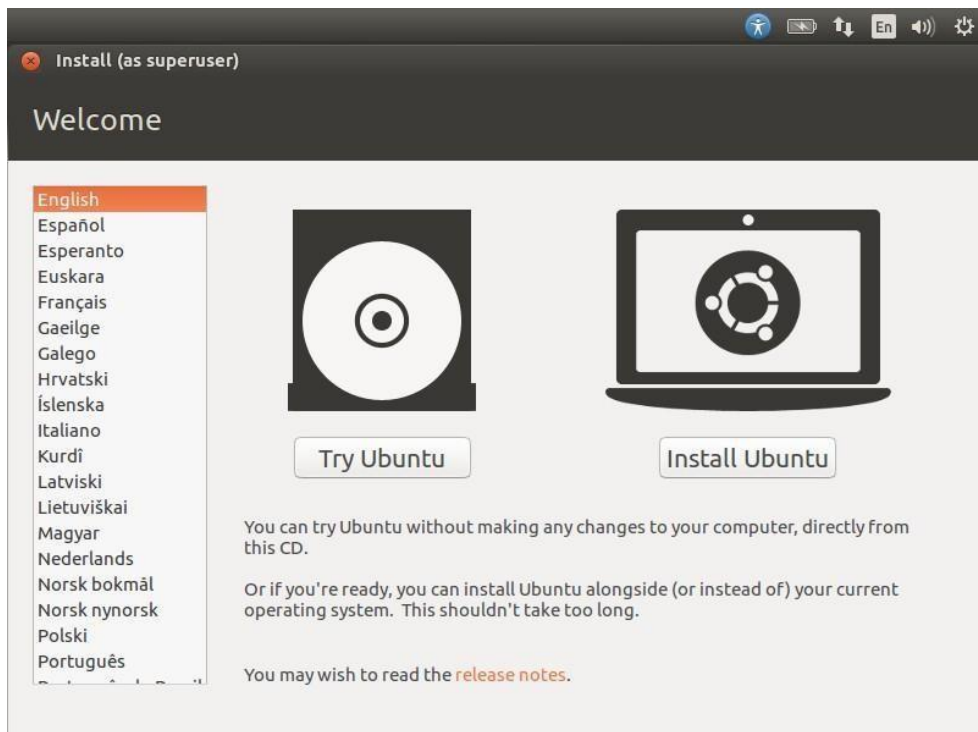 En
Install (as superuser)
Welcome
English
Español
Esperanto
Euskara
Français
Gaeilge
Galego
Hrvatski
Íslenska
Italiano
Kurdî
Latviski
Lietuviškai
Magyar
Nederlands
Norsk bokmål
Norsk nynorsk
Polski
Português
Try Ubuntu
Install Ubuntu
You can try Ubuntu without making any changes to your computer, directly from
this CD.
Or if you're ready, you can install Ubuntu alongside (or instead of) your current
operating system. This shouldn't take too long.
You may wish to read the release notes.